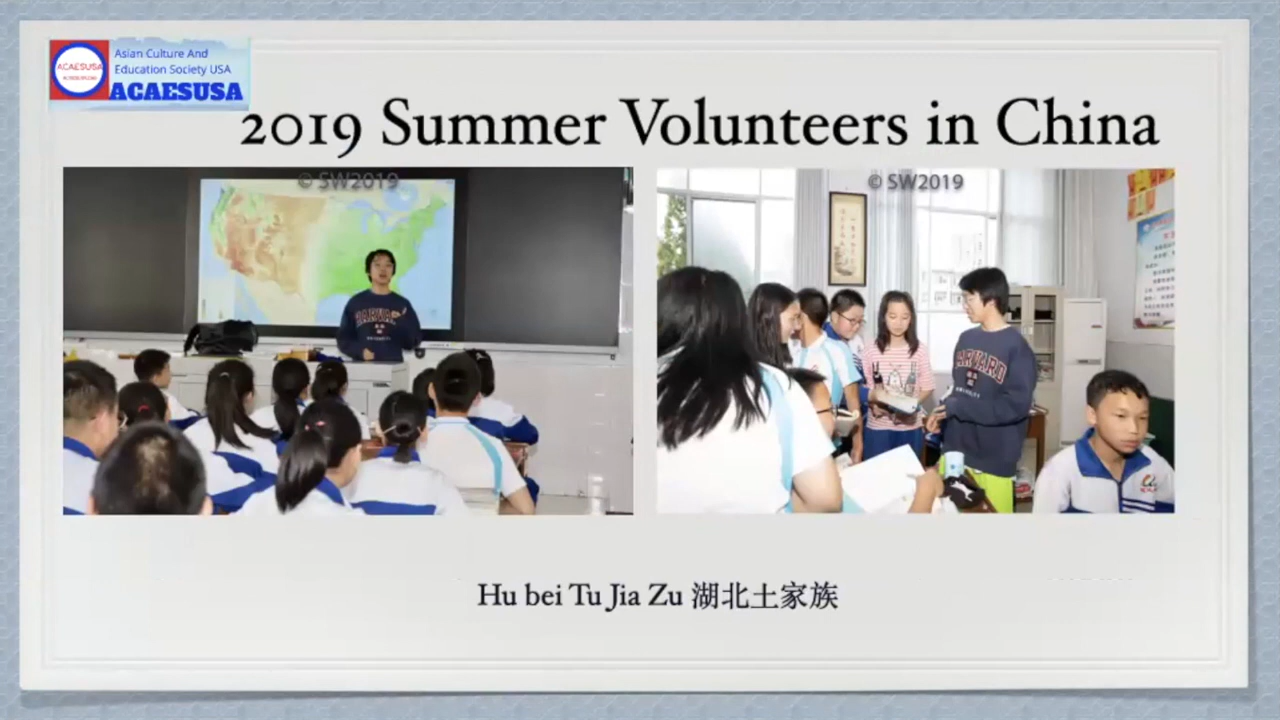 Asian Culture And
Education Society USA
ACAESUSA
ACAESUSA
2019 Summer Volunteers in China
© SW2019
© SW2019
HARVARD
Hu bei Tu Jia Zu 湖北土家族